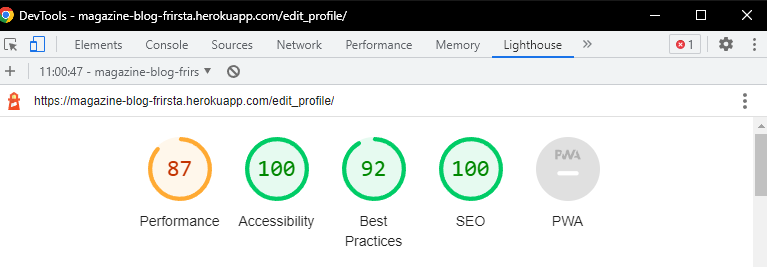 DevTools - magazine-blog-frirsta.herokuapp.com/edit_profile/
Elements Console Sources Network Performance Memory Lighthouse » 1
+ 11:00:47 - magazine-blog-frirs
https://magazine-blog-frirsta.herokuapp.com/edit_profile/
87 100 92 100 PWA
Performance Accessibility Best Practices SEO PWA